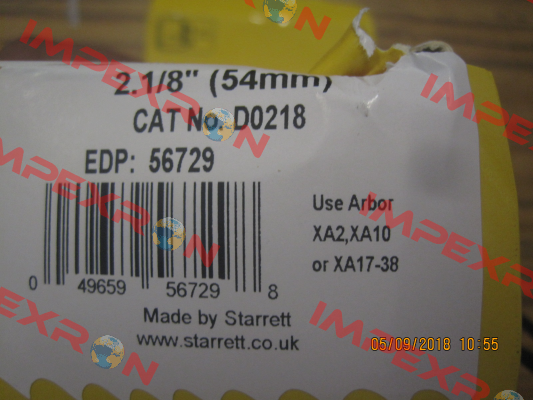 2.1/8" (54mm)
CAT No: D0218
EDP: 56729
Use Arbor
XA2,XA10
or XA17-38
0 49659 56729 8
Made by Starrett
www.starrett.co.uk
05/09/2018 10:55
IMPEXRON
IMPEXRON
IMPEXRON
IMPEXRON
IMPEXRON